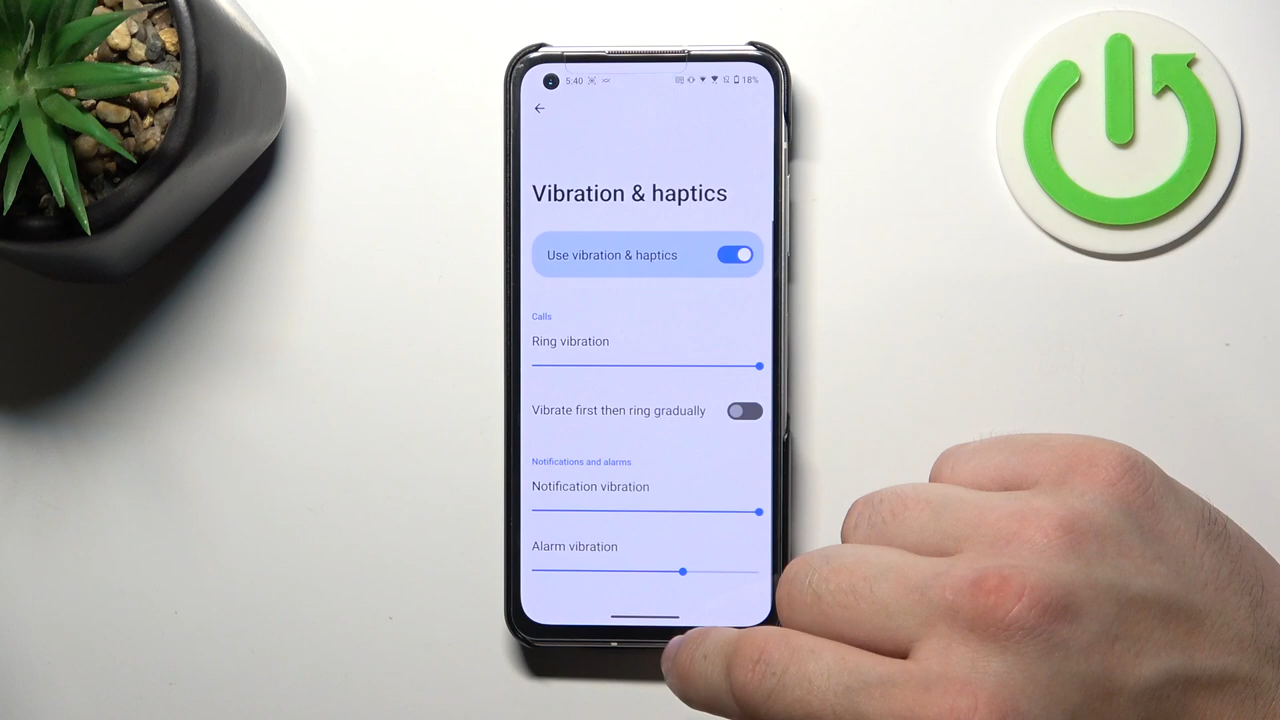 5:40 18%
Vibration & haptics
Use vibration & haptics
Calls
Ring vibration
Vibrate first then ring gradually
Notifications and alarms
Notification vibration
Alarm vibration